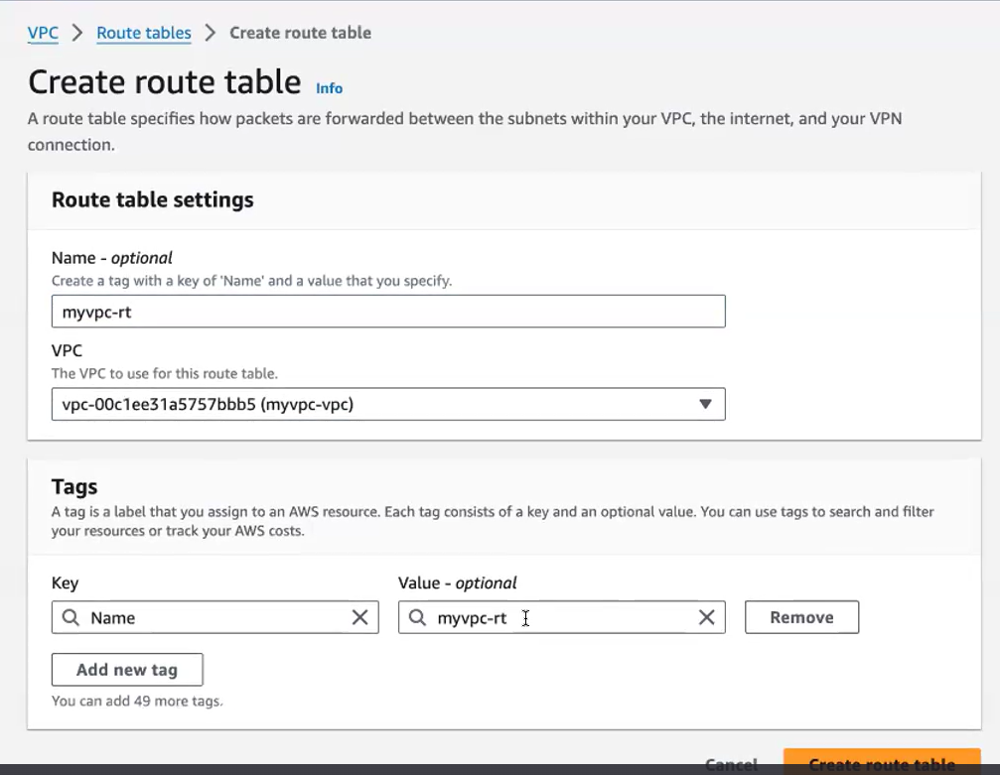 VPC > Route tables > Create route table
Create route table Info
A route table specifies how packets are forwarded between the subnets within your VPC, the internet, and your VPN
connection.
Route table settings
Name - optional
Create a tag with a key of 'Name' and a value that you specify.
myvpc-rt
VPC
The VPC to use for this route table.
vpc-00c1ee31a5757bbb5 (myvpc-vpc)
Tags
A tag is a label that you assign to an AWS resource. Each tag consists of a key and an optional value. You can use tags to search and filter
your resources or track your AWS costs.
Key Value - optional
Name myvpc-rt Remove
Add new tag
You can add 49 more tags.
Cancel Create route table